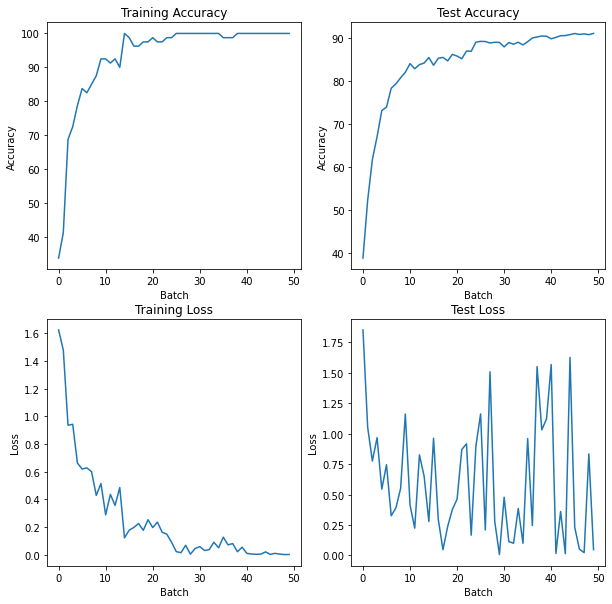 Training Accuracy
Accuracy
100
90
80
70
60
50
40
0 10 20 30 40 50
Batch
Test Accuracy
Accuracy
90
80
70
60
50
40
0 10 20 30 40 50
Batch
Training Loss
Loss
1.6
1.4
1.2
1.0
0.8
0.6
0.4
0.2
0.0
0 10 20 30 40 50
Batch
Test Loss
Loss
1.75
1.50
1.25
1.00
0.75
0.50
0.25
0.00
0 10 20 30 40 50
Batch